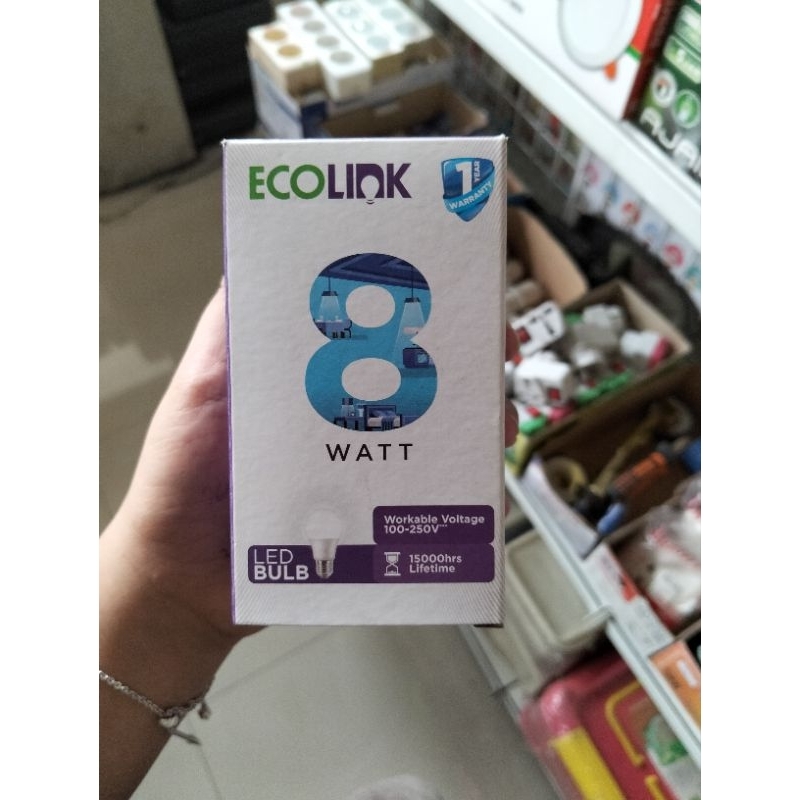 ECOLINK
1
YEAR
WARRANTY
8
WATT
Workable Voltage
100-250V***
LED
BULB
15000hrs
Lifetime